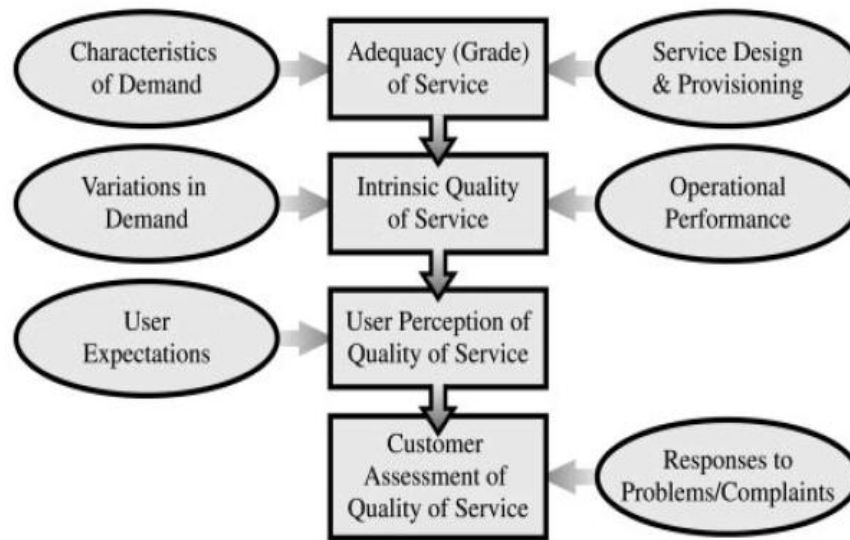 Characteristics
of Demand
Adequacy (Grade)
of Service
Service Design
& Provisioning
Variations in
Demand
Intrinsic Quality
of Service
Operational
Performance
User
Expectations
User Perception of
Quality of Service
Customer
Assessment of
Quality of Service
Responses to
Problems/Complaints